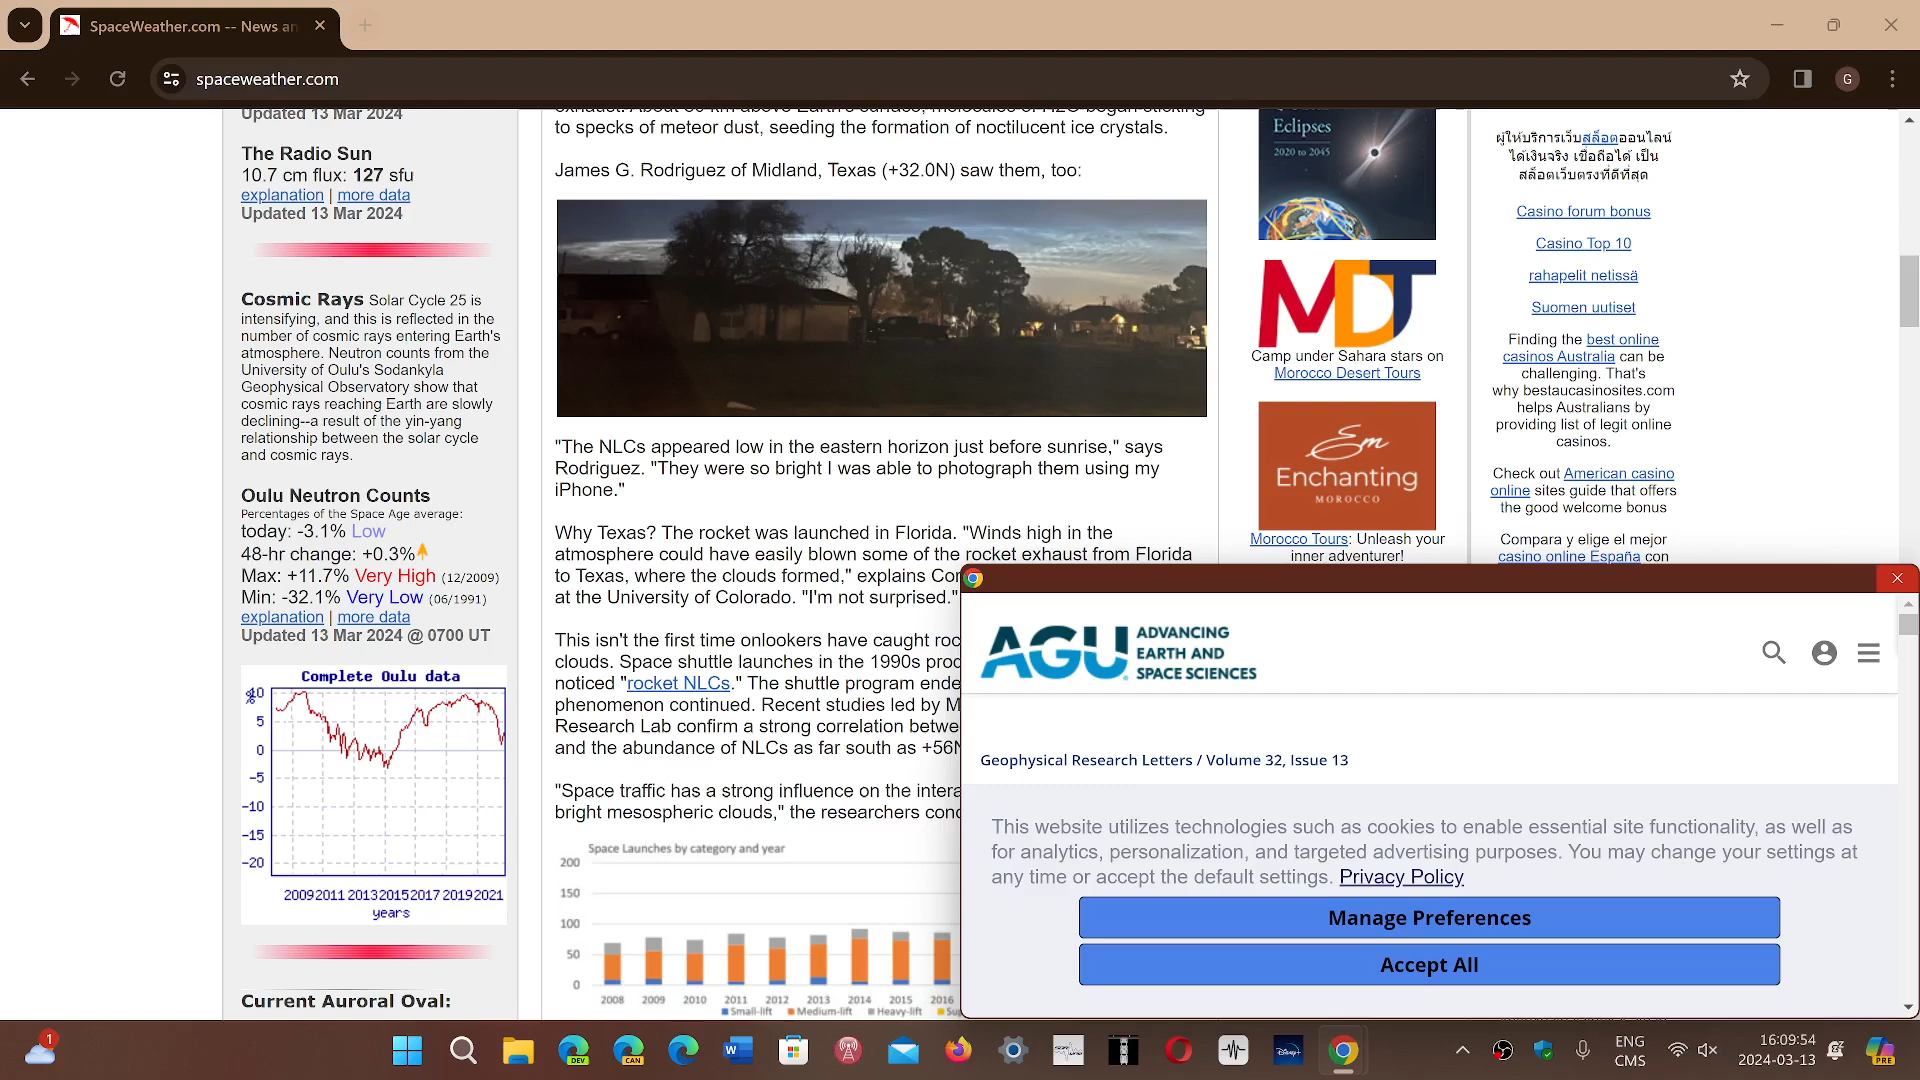 SpaceWeather.com -- News an
spaceweather.com
Updated 13 Mar 2024
The Radio Sun
10.7 cm flux: 127 sfu
explanation | more data
Updated 13 Mar 2024
Cosmic Rays Solar Cycle 25 is
intensifying, and this is reflected in the
number of cosmic rays entering Earth's
atmosphere. Neutron counts from the
University of Oulu's Sodankyla
Geophysical Observatory show that
cosmic rays reaching Earth are slowly
declining--a result of the yin-yang
relationship between the solar cycle
and cosmic rays.
Oulu Neutron Counts
Percentages of the Space Age average:
today: -3.1% Low
48-hr change: +0.3%
Max: +11.7% Very High (12/2009)
Min: -32.1% Very Low (06/1991)
explanation | more data
Updated 13 Mar 2024 @ 0700 UT
Complete Oulu data
%
10
5
0
-5
-10
-15
-20
2009 2011 2013 2015 2017 2019 2021
years
Current Auroral Oval:
exhaust. About 80 km above Earth's surface, molecules of H2O began sticking
to specks of meteor dust, seeding the formation of noctilucent ice crystals.
James G. Rodriguez of Midland, Texas (+32.0N) saw them, too:
"The NLCs appeared low in the eastern horizon just before sunrise," says
Rodriguez. "They were so bright I was able to photograph them using my
iPhone."
Why Texas? The rocket was launched in Florida. "Winds high in the
atmosphere could have easily blown some of the rocket exhaust from Florida
to Texas, where the clouds formed," explains Cor
at the University of Colorado. "I'm not surprised."
This isn't the first time onlookers have caught roc
clouds. Space shuttle launches in the 1990s proc
noticed "rocket NLCs." The shuttle program ende
phenomenon continued. Recent studies led by M
Research Lab confirm a strong correlation betwe
and the abundance of NLCs as far south as +56N
"Space traffic has a strong influence on the intera
bright mesospheric clouds," the researchers conc
Space Launches by category and year
200
150
100
50
0
2008 2009 2010 2011 2012 2013 2014 2015 2016
Small-lift Medium-lift Heavy-lift Sup
Eclipses
2020 to 2045
MDT
Camp under Sahara stars on
Morocco Desert Tours
Em
Enchanting
MOROCCO
Morocco Tours: Unleash your
inner adventurer!
ผู้ให้บริการเว็บสล็อตออนไลน์
ได้เงินจริง เชื่อถือได้ เป็น
สล็อตเว็บตรงที่ดีที่สุด
Casino forum bonus
Casino Top 10
rahapelit netissä
Suomen uutiset
Finding the best online
casinos Australia can be
challenging. That's
why bestaucasinosites.com
helps Australians by
providing list of legit online
casinos.
Check out American casino
online sites guide that offers
the good welcome bonus
Compara y elige el mejor
casino online España con
AGU ADVANCING
EARTH AND
SPACE SCIENCES
Geophysical Research Letters / Volume 32, Issue 13
This website utilizes technologies such as cookies to enable essential site functionality, as well as
for analytics, personalization, and targeted advertising purposes. You may change your settings at
any time or accept the default settings. Privacy Policy
Manage Preferences
Accept All
1
DEV
CAN
W
Disney+
G
ENG
CMS
16:09:54
2024-03-13
PRE